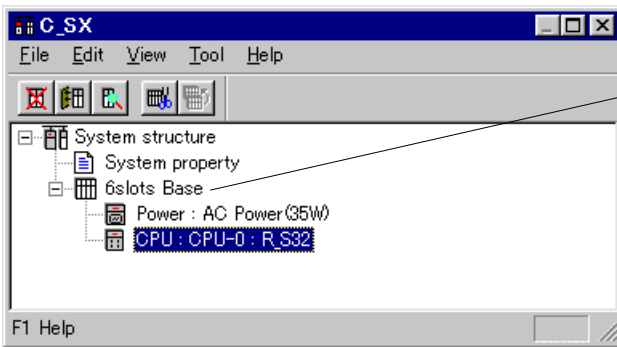 C_SX
File Edit View Tool Help
System structure
System property
6slots Base
Power : AC Power(35W)
CPU : CPU-0 : R_S32
F1 Help